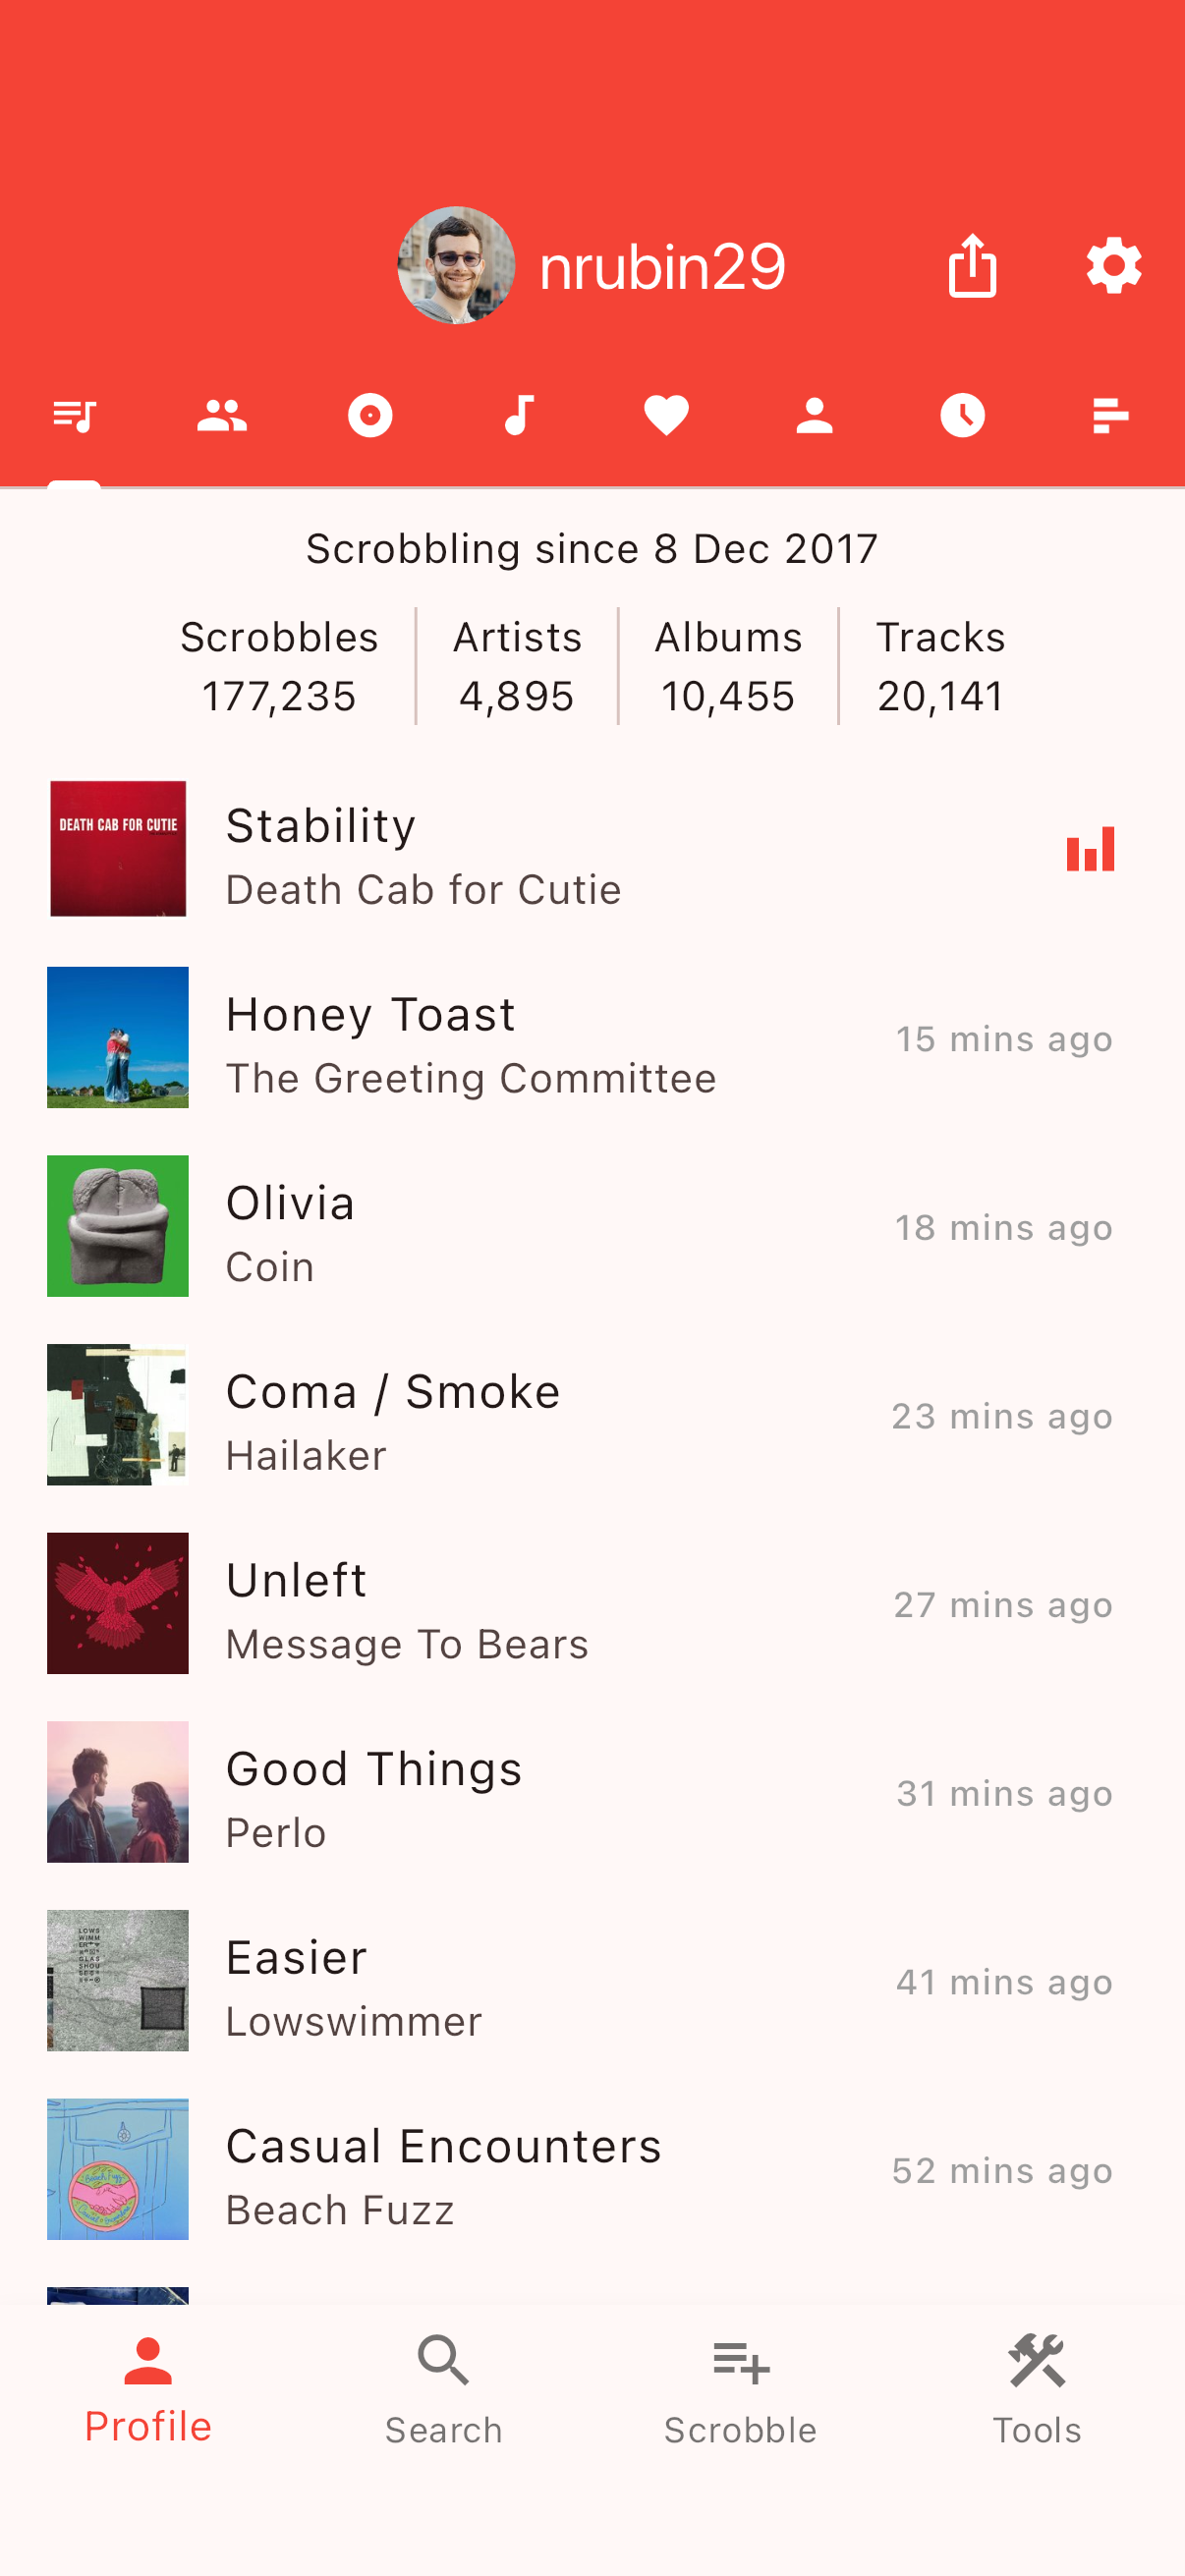 nrubin29
Scrobbling since 8 Dec 2017
Scrobbles Artists Albums Tracks
177,235 4,895 10,455 20,141
DEATH CAB FOR CUTIE
Stability
Death Cab for Cutie
Honey Toast
15 mins ago
The Greeting Committee
Olivia
18 mins ago
Coin
Coma / Smoke
23 mins ago
Hailaker
Unleft
27 mins ago
Message To Bears
Good Things
31 mins ago
Perlo
Easier
41 mins ago
Lowswimmer
Casual Encounters
52 mins ago
Beach Fuzz
Profile Search Scrobble Tools